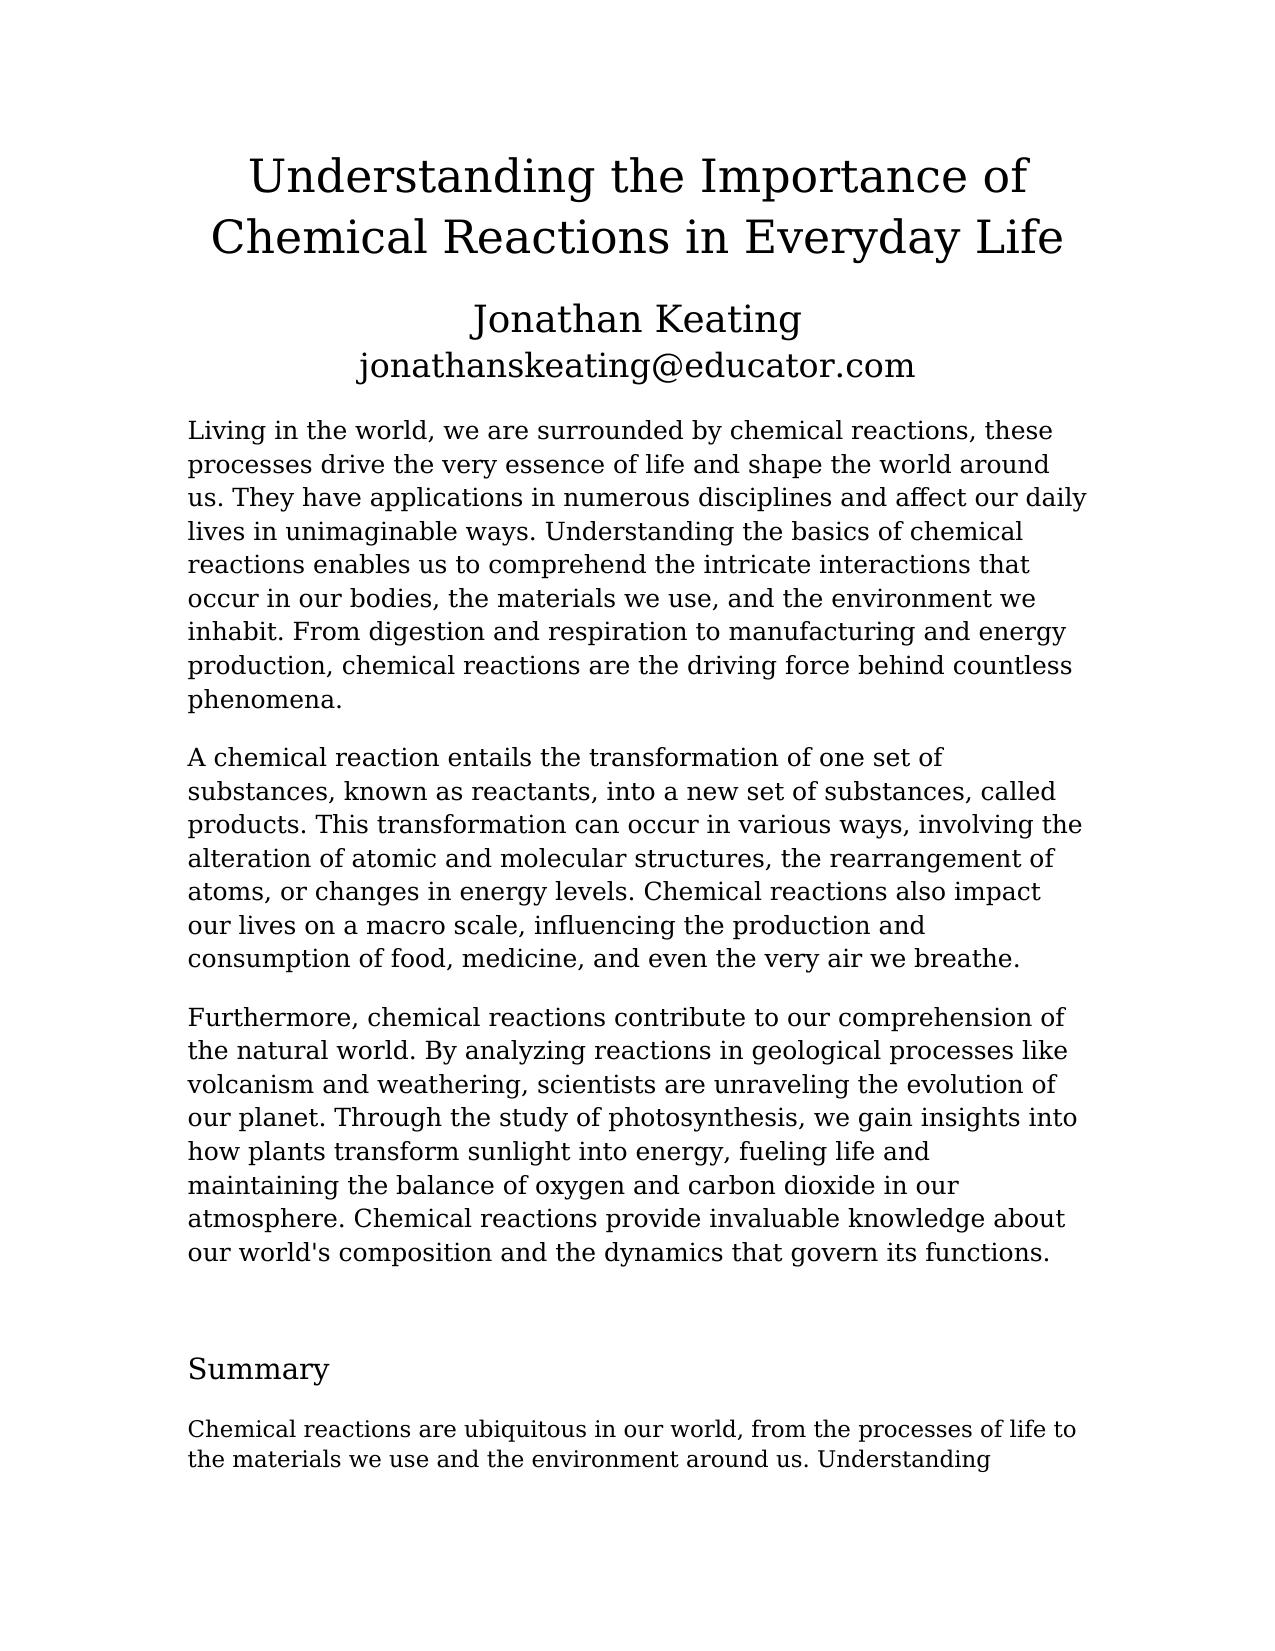 Understanding the Importance of
Chemical Reactions in Everyday Life
Jonathan Keating
jonathanskeating@educator.com
Living in the world, we are surrounded by chemical reactions, these
processes drive the very essence of life and shape the world around
us. They have applications in numerous disciplines and affect our daily
lives in unimaginable ways. Understanding the basics of chemical
reactions enables us to comprehend the intricate interactions that
occur in our bodies, the materials we use, and the environment we
inhabit. From digestion and respiration to manufacturing and energy
production, chemical reactions are the driving force behind countless
phenomena.
A chemical reaction entails the transformation of one set of
substances, known as reactants, into a new set of substances, called
products. This transformation can occur in various ways, involving the
alteration of atomic and molecular structures, the rearrangement of
atoms, or changes in energy levels. Chemical reactions also impact
our lives on a macro scale, influencing the production and
consumption of food, medicine, and even the very air we breathe.
Furthermore, chemical reactions contribute to our comprehension of
the natural world. By analyzing reactions in geological processes like
volcanism and weathering, scientists are unraveling the evolution of
our planet. Through the study of photosynthesis, we gain insights into
how plants transform sunlight into energy, fueling life and
maintaining the balance of oxygen and carbon dioxide in our
atmosphere. Chemical reactions provide invaluable knowledge about
our world's composition and the dynamics that govern its functions.
Summary
Chemical reactions are ubiquitous in our world, from the processes of life to
the materials we use and the environment around us. Understanding